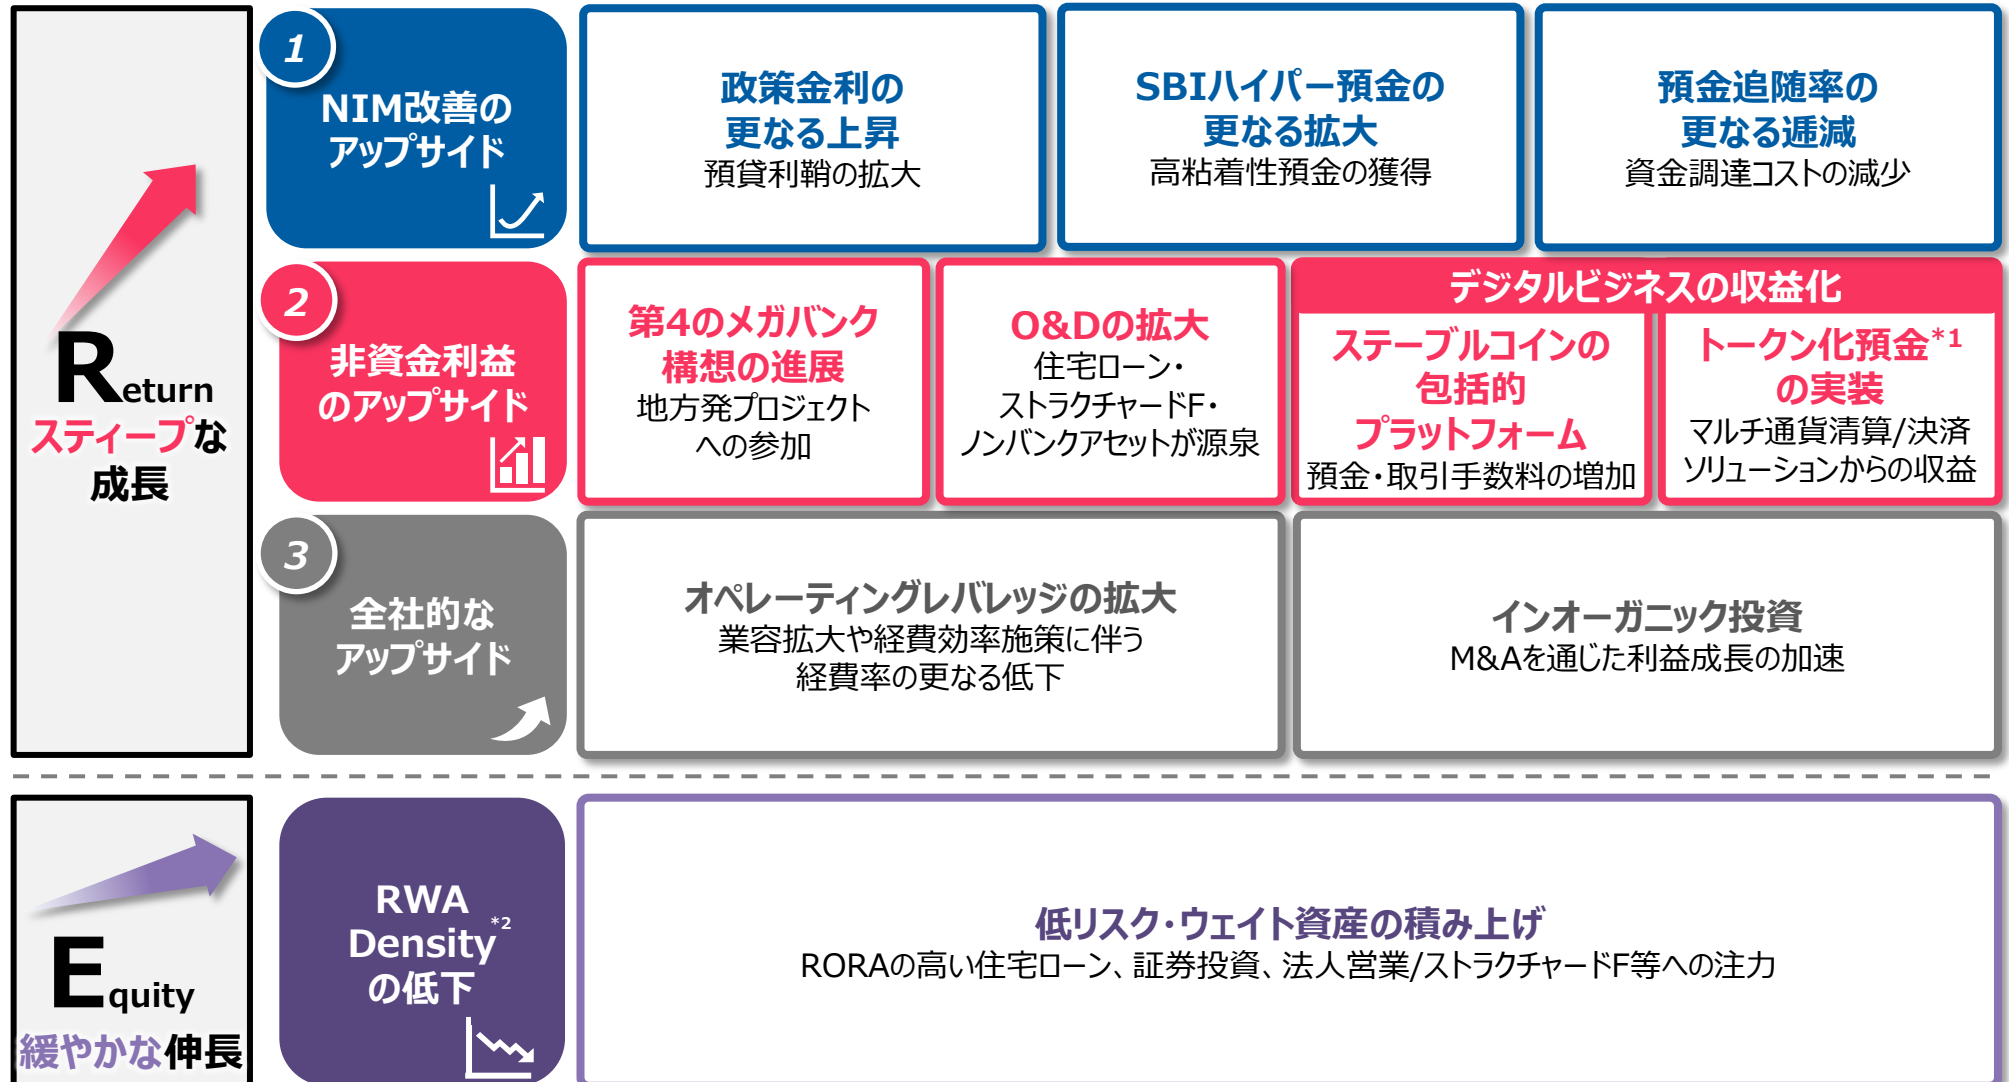 Return
スティープな
成長
1
NIM改善の
アップサイド
政策金利の
更なる上昇
預貸利鞘の拡大
SBIハイパー預金の
更なる拡大
高粘着性預金の獲得
預金追随率の
更なる逓減
資金調達コストの減少
2
非資金利益
のアップサイド
第4のメガバンク
構想の進展
地方発プロジェクト
への参加
O&Dの拡大
住宅ローン・
ストラクチャードF・
ノンバンクアセットが源泉
デジタルビジネスの収益化
ステーブルコインの
包括的
プラットフォーム
預金・取引手数料の増加
トークン化預金*1
の実装
マルチ通貨清算/決済
ソリューションからの収益
3
全社的な
アップサイド
オペレーティングレバレッジの拡大
業容拡大や経費効率施策に伴う
経費率の更なる低下
インオーガニック投資
M&Aを通じた利益成長の加速
Equity
緩やかな伸長
RWA
Density*2
の低下
低リスク・ウェイト資産の積み上げ
RORAの高い住宅ローン、証券投資、法人営業/ストラクチャードF等への注力